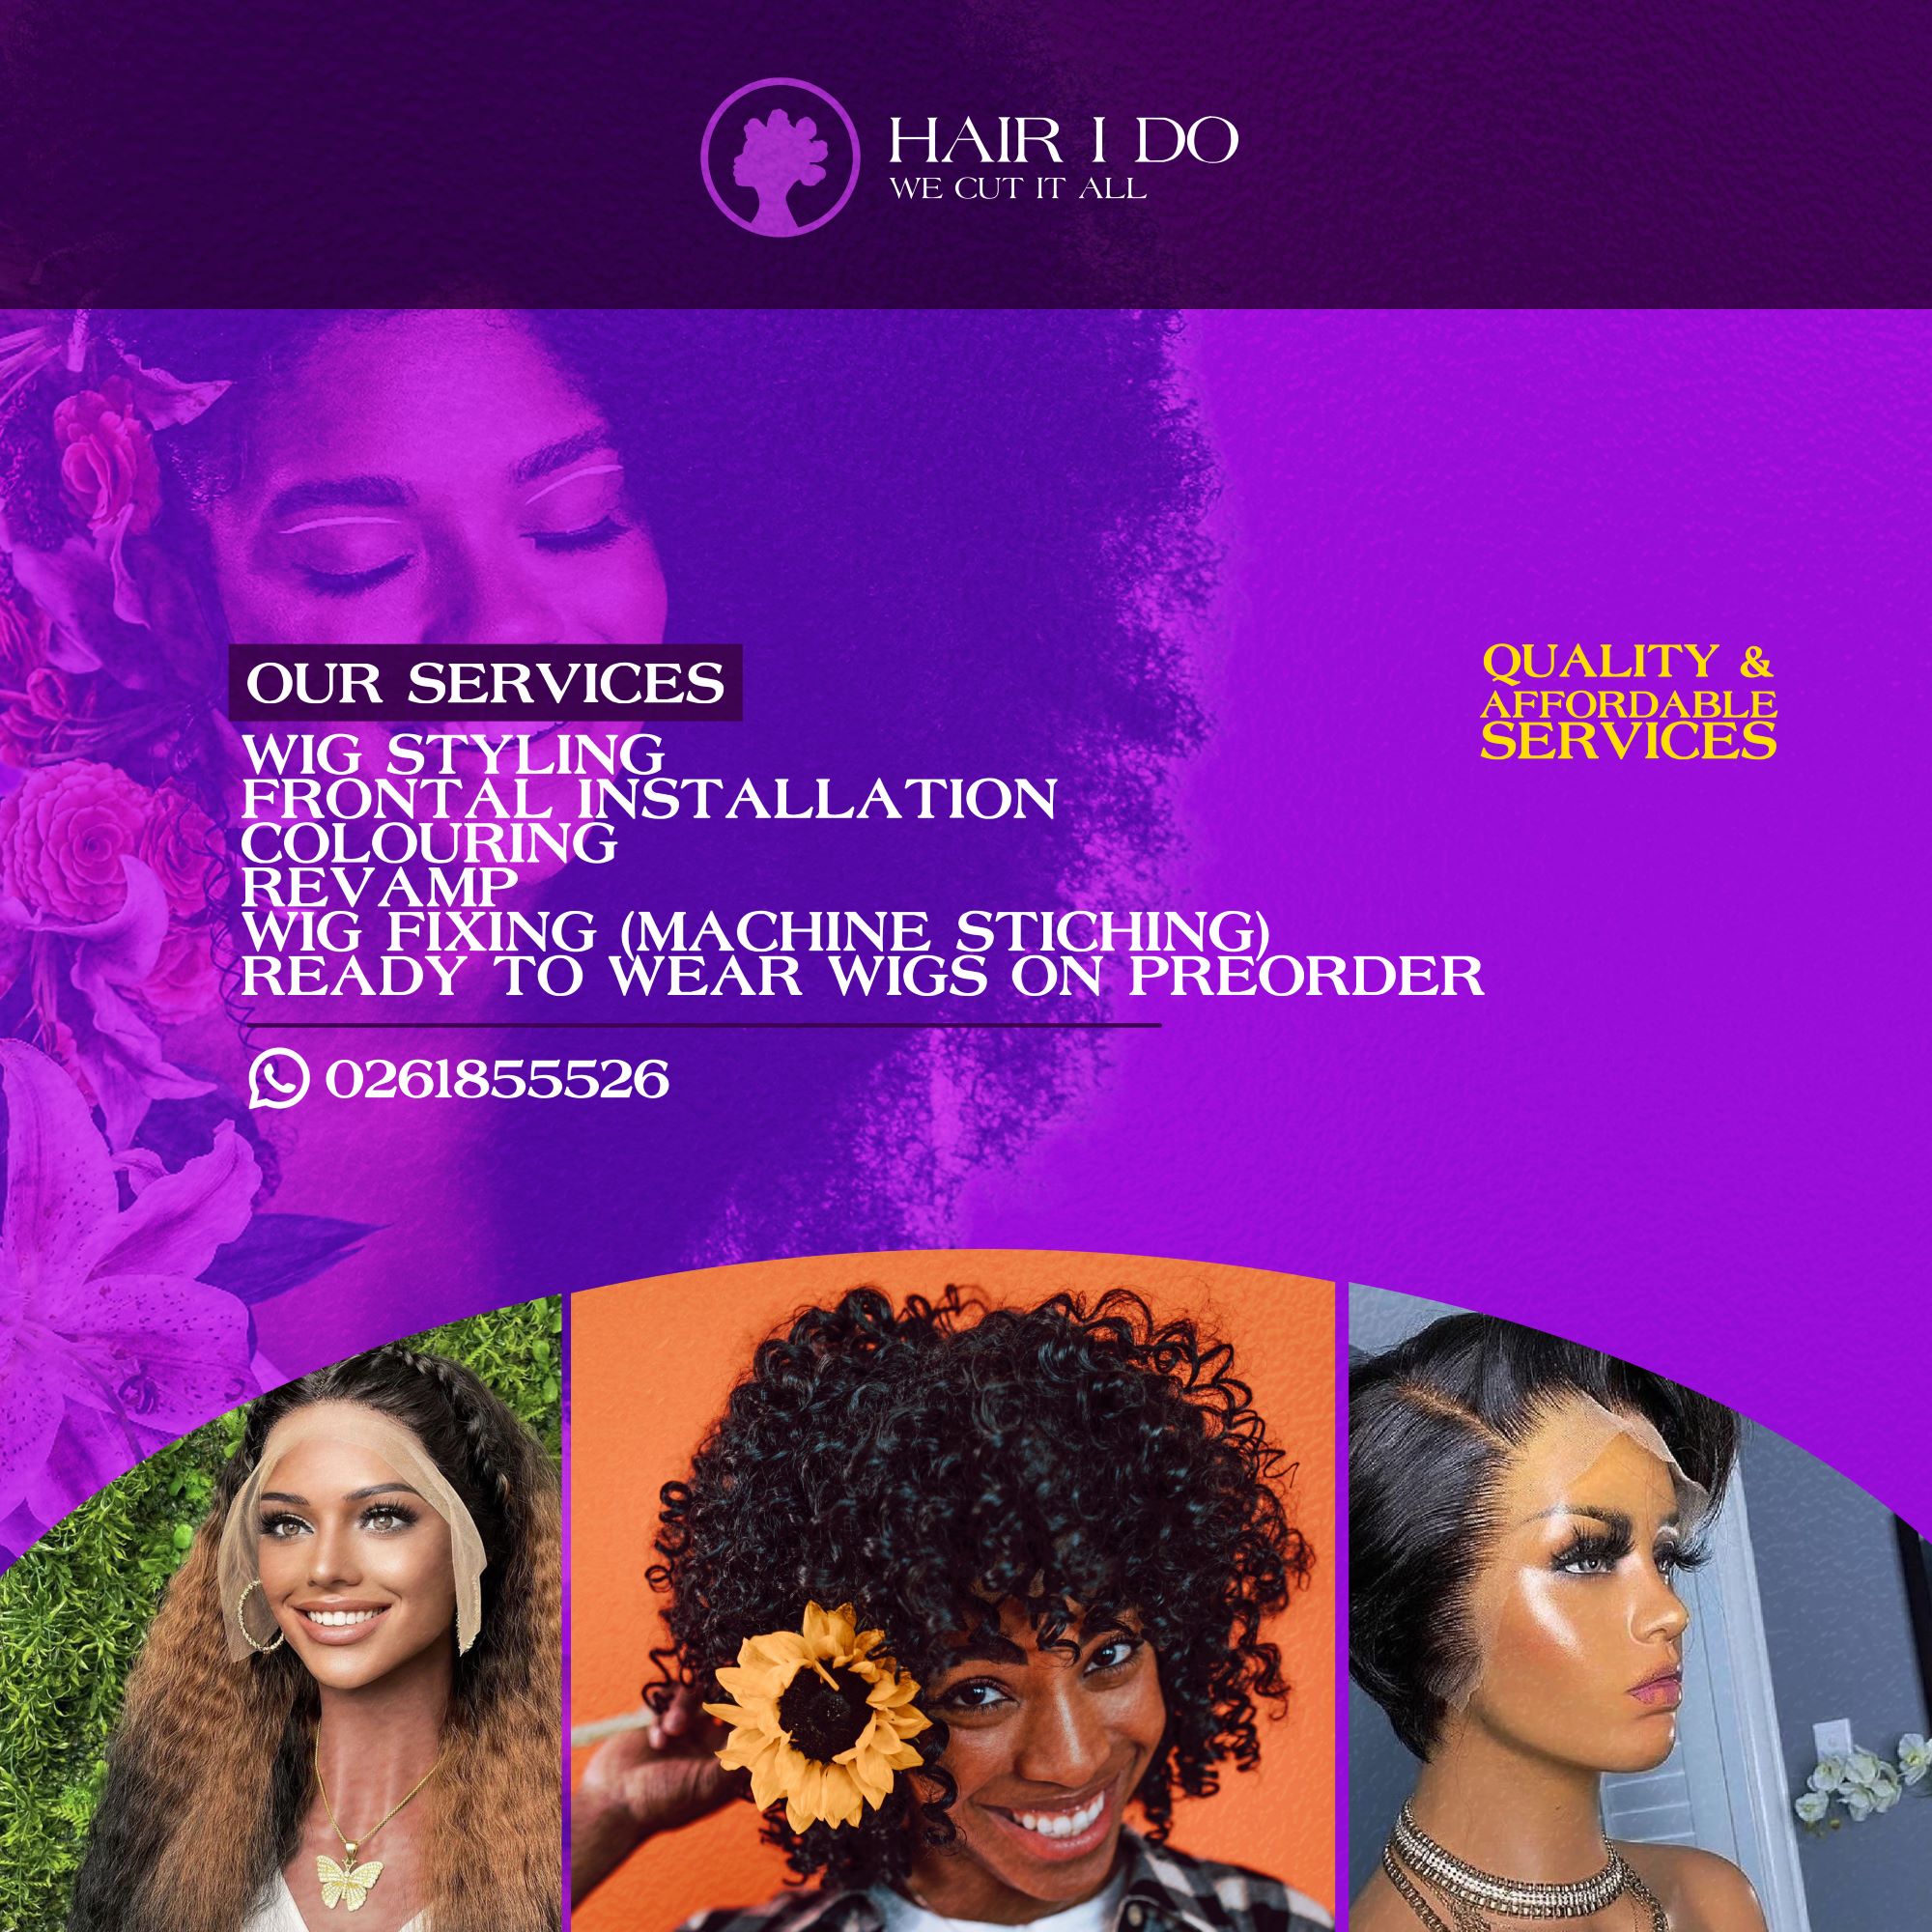 HAIR I DO
WE CUT IT ALL
OUR SERVICES
WIG STYLING
FRONTAL INSTALLATION
COLOURING
REVAMP
WIG FIXING (MACHINE STICHING)
READY TO WEAR WIGS ON PREORDER
0261855526
QUALITY &
AFFORDABLE
SERVICES